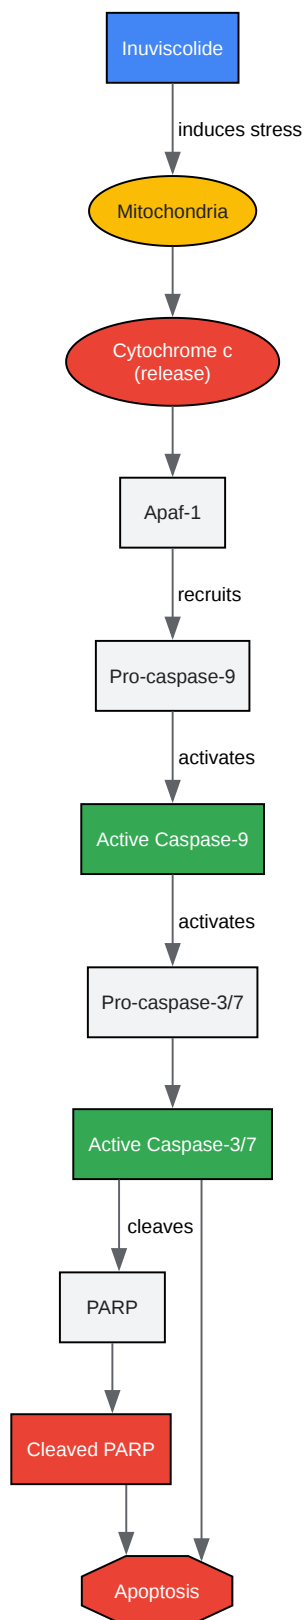 Inuviscolide
induces stress
Mitochondria
Cytochrome c
(release)
Apaf-1
recruits
Pro-caspase-9
activates
Active Caspase-9
activates
Pro-caspase-3/7
Active Caspase-3/7
cleaves
PARP
Cleaved PARP
Apoptosis